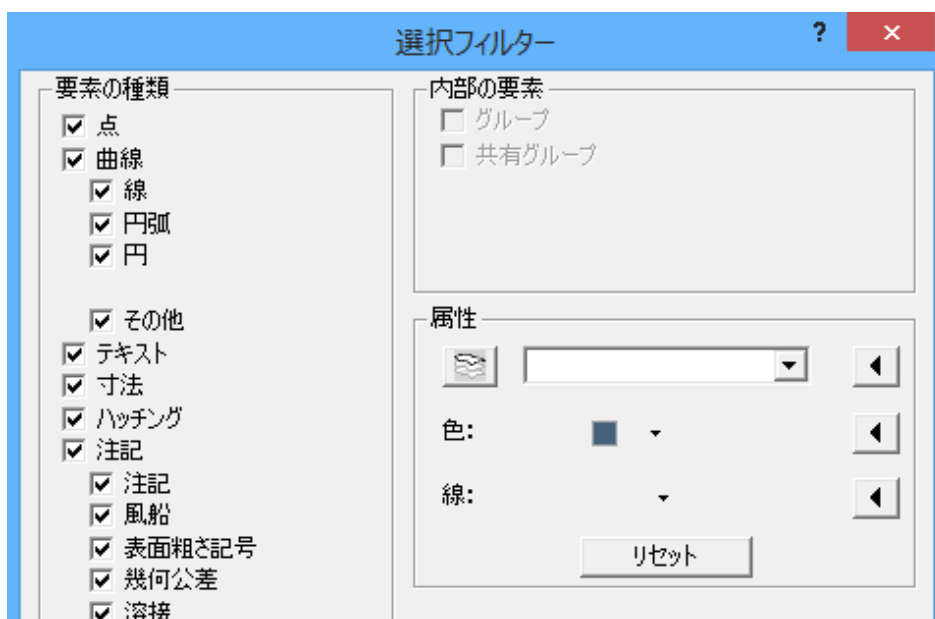 選択フィルター
?
×
要素の種類
点
曲線
線
円弧
円
その他
テキスト
寸法
ハッチング
注記
注記
風船
表面粗さ記号
幾何公差
溶接
内部の要素
グループ
共有グループ
属性
色:
線:
リセット